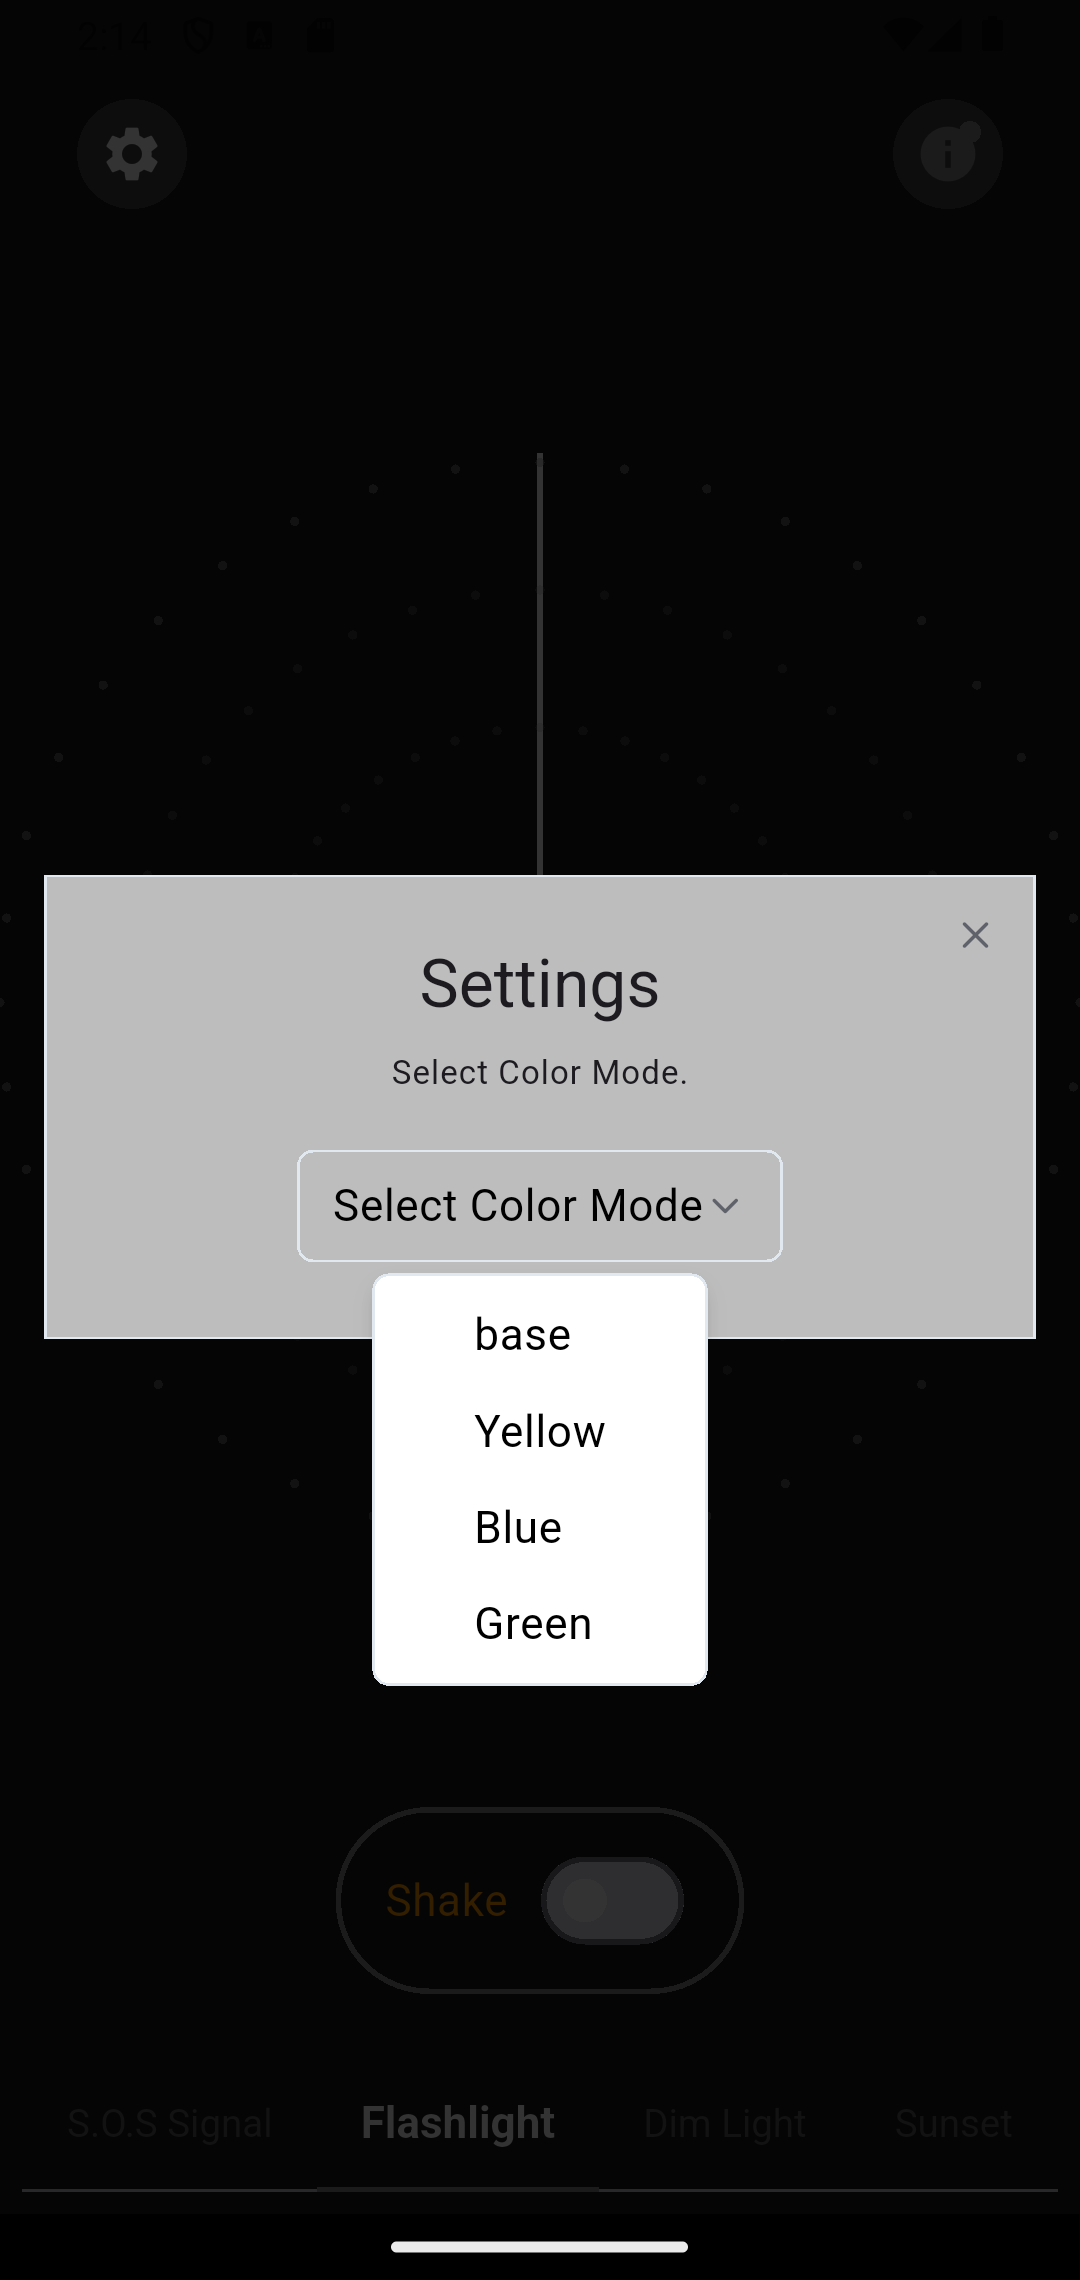 2:14
Settings
Select Color Mode.
Select Color Mode
base
Yellow
Blue
Green
Shake
S.O.S Signal
Flashlight
Dim Light
Sunset